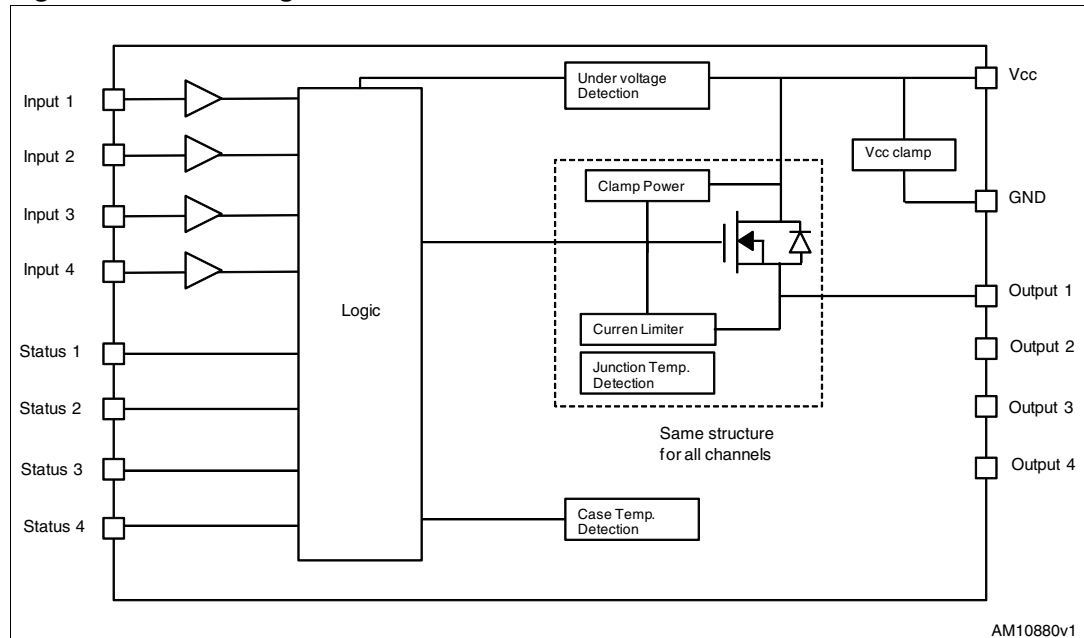 Input 1
Input 2
Input 3
Input 4
Status 1
Status 2
Status 3
Status 4
Logic
Under voltage
Detection
Clamp Power
Curren Limiter
Junction Temp.
Detection
Same structure
for all channels
Case Temp.
Detection
Vcc clamp
Vcc
GND
Output 1
Output 2
Output 3
Output 4
AM10880v1